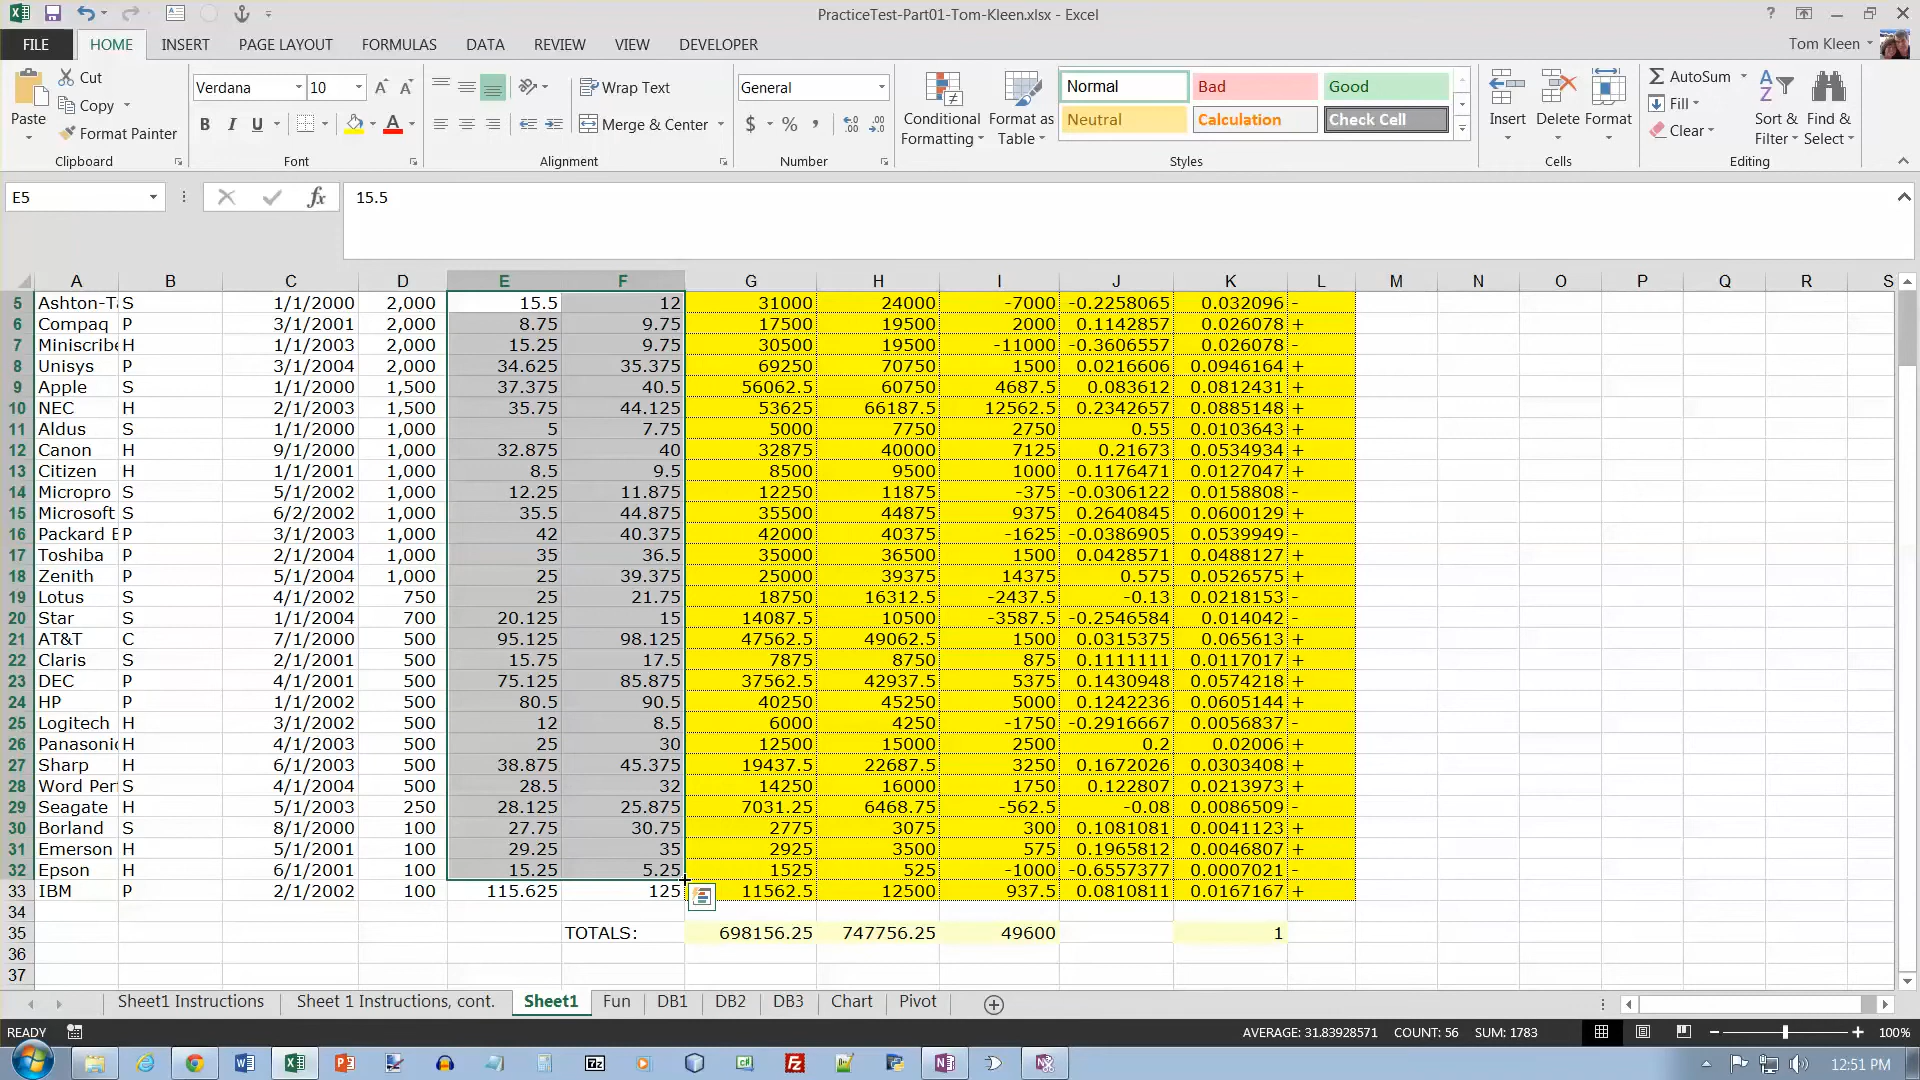 PracticeTest-Part01-Tom-Kleen.xlsx - Excel
FILE HOME INSERT PAGE LAYOUT FORMULAS DATA REVIEW VIEW DEVELOPER Tom Kleen
Paste Cut Copy Format Painter Clipboard
Verdana 10 A A B I U A Font
Wrap Text Merge & Center Alignment
General $ % , .00 Number
Conditional Formatting Format as Table
Normal Bad Good
Neutral Calculation Check Cell
Styles
Insert Delete Format Cells
AutoSum Fill Clear Sort & Filter Find & Select Editing
E5 fx 15.5
A B C D E F G H I J K L M N O P Q R S
5 Ashton-Ta S 1/1/2000 2,000 15.5 12 31000 24000 -7000 -0.2258065 0.032096 -
6 Compaq P 3/1/2001 2,000 8.75 9.75 17500 19500 2000 0.1142857 0.026078 +
7 Miniscribe H 1/1/2003 2,000 15.25 9.75 30500 19500 -11000 -0.3606557 0.026078 -
8 Unisys P 3/1/2004 2,000 34.625 35.375 69250 70750 1500 0.0216606 0.0946164 +
9 Apple S 1/1/2000 1,500 37.375 40.5 56062.5 60750 4687.5 0.083612 0.0812431 +
10 NEC H 2/1/2003 1,500 35.75 44.125 53625 66187.5 12562.5 0.2342657 0.0885148 +
11 Aldus S 1/1/2000 1,000 5 7.75 5000 7750 2750 0.55 0.0103643 +
12 Canon H 9/1/2000 1,000 32.875 40 32875 40000 7125 0.21673 0.0534934 +
13 Citizen H 1/1/2001 1,000 8.5 9.5 8500 9500 1000 0.1176471 0.0127047 +
14 Micropro S 5/1/2002 1,000 12.25 11.875 12250 11875 -375 -0.0306122 0.0158808 -
15 Microsoft S 6/2/2002 1,000 35.5 44.875 35500 44875 9375 0.2640845 0.0600129 +
16 Packard B P 3/1/2003 1,000 42 40.375 42000 40375 -1625 -0.0386905 0.0539949 -
17 Toshiba P 2/1/2004 1,000 35 36.5 35000 36500 1500 0.0428571 0.0488127 +
18 Zenith P 5/1/2004 1,000 25 39.375 25000 39375 14375 0.575 0.0526575 +
19 Lotus S 4/1/2002 750 25 21.75 18750 16312.5 -2437.5 -0.13 0.0218153 -
20 Star S 1/1/2004 700 20.125 15 14087.5 10500 -3587.5 -0.2546584 0.014042 -
21 AT&T C 7/1/2000 500 95.125 98.125 47562.5 49062.5 1500 0.0315375 0.065613 +
22 Claris S 2/1/2001 500 15.75 17.5 7875 8750 875 0.1111111 0.0117017 +
23 DEC P 4/1/2001 500 75.125 85.875 37562.5 42937.5 5375 0.1430948 0.0574218 +
24 HP P 1/1/2002 500 80.5 90.5 40250 45250 5000 0.1242236 0.0605144 +
25 Logitech H 3/1/2002 500 12 8.5 6000 4250 -1750 -0.2916667 0.0056837 -
26 Panasonic H 4/1/2003 500 25 30 12500 15000 2500 0.2 0.02006 +
27 Sharp H 6/1/2003 500 38.875 45.375 19437.5 22687.5 3250 0.1672026 0.0303408 +
28 Word Per S 4/1/2004 500 28.5 32 14250 16000 1750 0.122807 0.0213973 +
29 Seagate H 5/1/2003 250 28.125 25.875 7031.25 6468.75 -562.5 -0.08 0.0086509 -
30 Borland S 8/1/2000 100 27.75 30.75 2775 3075 300 0.1081081 0.0041123 +
31 Emerson H 5/1/2001 100 29.25 35 2925 3500 575 0.1965812 0.0046807 +
32 Epson H 6/1/2001 100 15.25 5.25 1525 525 -1000 -0.6557377 0.0007021 -
33 IBM P 2/1/2002 100 115.625 125 11562.5 12500 937.5 0.0810811 0.0167167 +
34
35 TOTALS: 698156.25 747756.25 49600 1
36
37
Sheet1 Instructions Sheet 1 Instructions, cont. Sheet1 Fun DB1 DB2 DB3 Chart Pivot
READY AVERAGE: 31.83928571 COUNT: 56 SUM: 1783 100%
12:51 PM